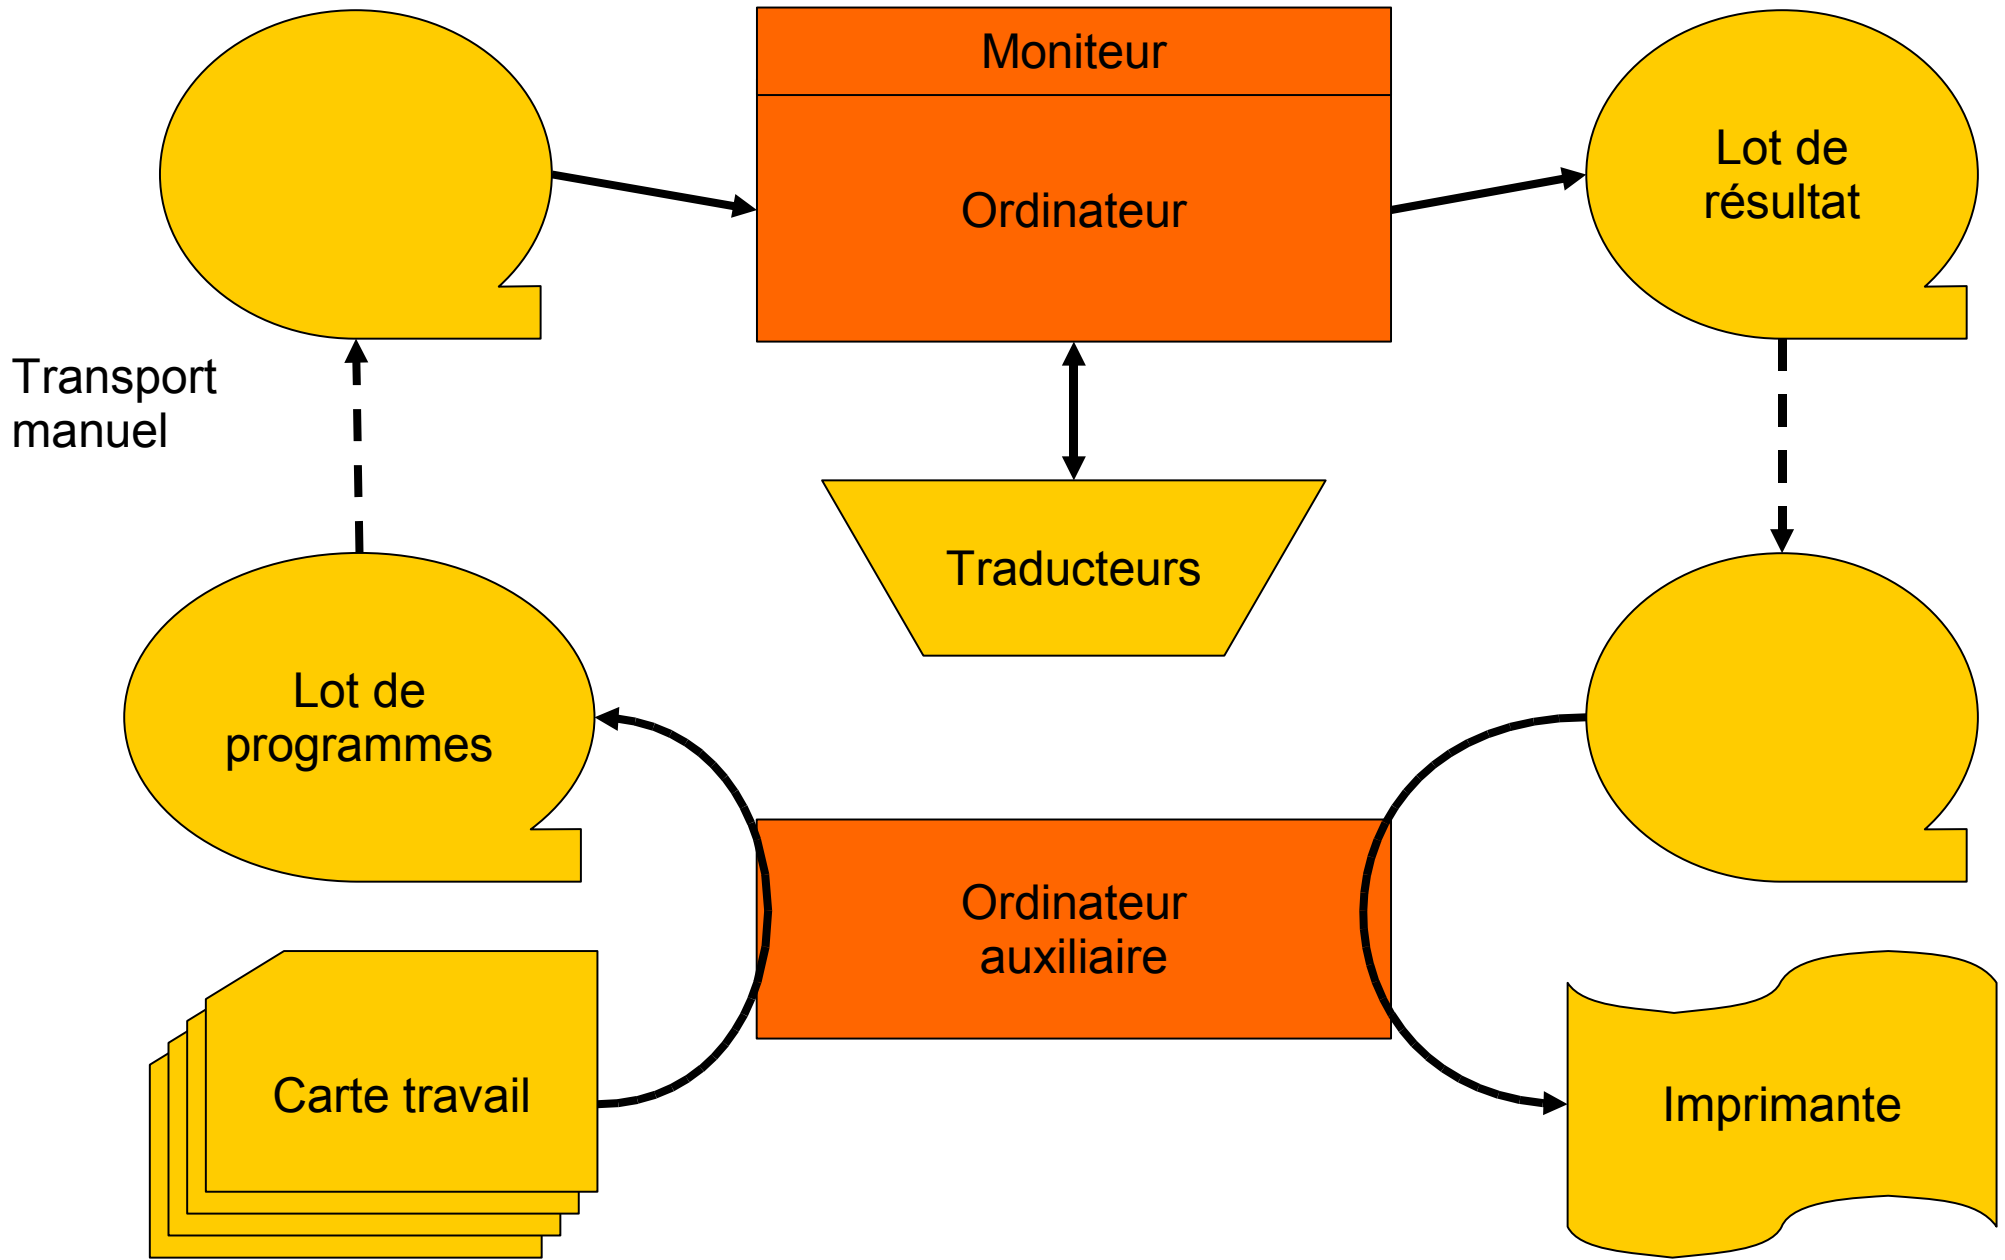 Moniteur
Ordinateur
Lot de
résultat
Transport
manuel
Traducteurs
Lot de
programmes
Ordinateur
auxiliaire
Carte travail
Imprimante